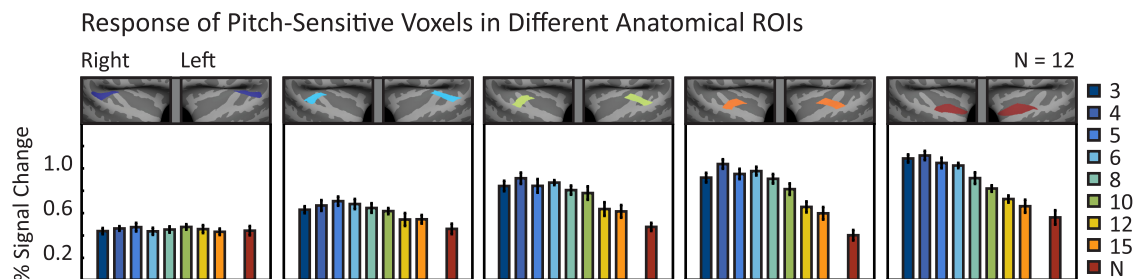 Response of Pitch-Sensitive Voxels in Different Anatomical ROIs
Right Left N = 12
% Signal Change
1.0
0.6
0.2
3
4
5
6
8
10
12
15
N